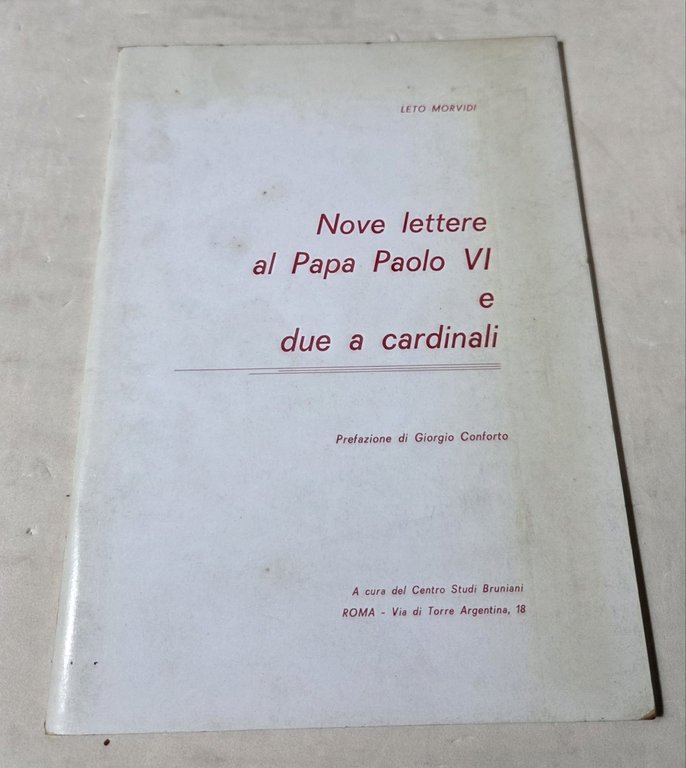 LETO MORVIDI
Nove lettere
al Papa Paolo VI
e
due a cardinali
Prefazione di Giorgio Conforto
A cura del Centro Studi Bruniani
ROMA - Via di Torre Argentina, 18